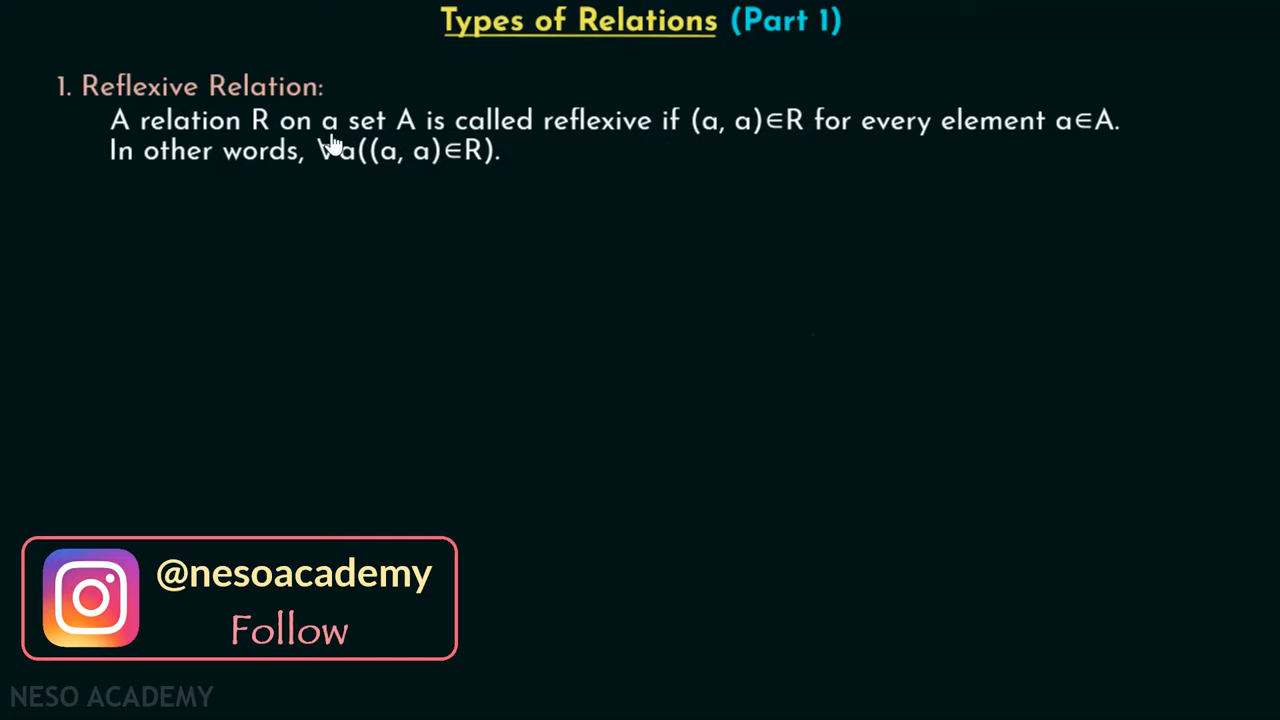 Types of Relations (Part 1)
1. Reflexive Relation:
A relation R on a set A is called reflexive if (a, a)∈R for every element a∈A.
In other words, ∀a((a, a)∈R).
@nesoacademy
Follow
NESO ACADEMY